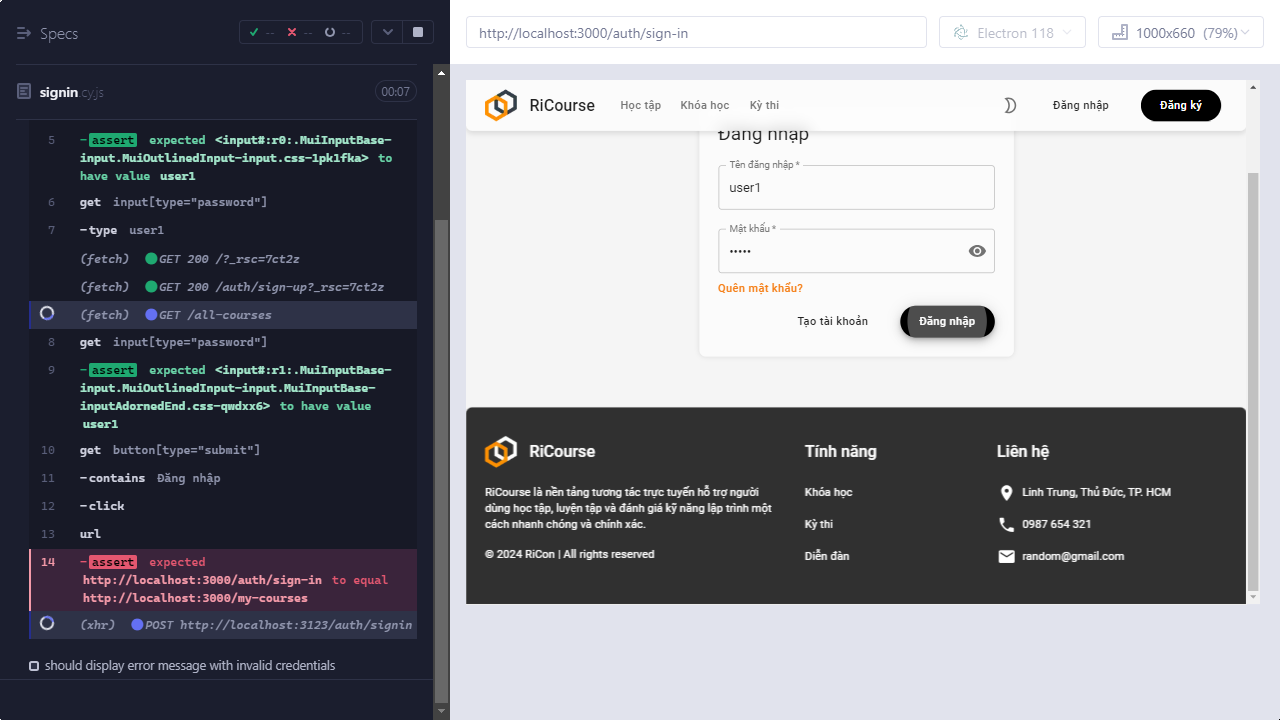 Specs
--
--
--
signin.cy.js
00:07
5 -assert expected <input#:r0:.MuiInputBase-
input.MuiOutlinedInput-input.css-1pk1fka> to
have value user1
6 get input[type="password"]
7 -type user1
(fetch) GET 200 /?_rsc=7ct2z
(fetch) GET 200 /auth/sign-up?_rsc=7ct2z
(fetch) GET /all-courses
8 get input[type="password"]
9 -assert expected <input#:r1:.MuiInputBase-
input.MuiOutlinedInput-input.MuiInputBase-
inputAdornedEnd.css-qwdxx6> to have value
user1
10 get button[type="submit"]
11 -contains Đăng nhập
12 -click
13 url
14 -assert expected
http://localhost:3000/auth/sign-in to equal
http://localhost:3000/my-courses
(xhr) POST http://localhost:3123/auth/signin
should display error message with invalid credentials
http://localhost:3000/auth/sign-in
Electron 118
1000x660 (79%)
RiCourse
Học tập
Khóa học
Kỳ thi
Đăng nhập
Đăng ký
Đăng nhập
Tên đăng nhập *
user1
Mật khẩu *
•••••
Quên mật khẩu?
Tạo tài khoản
Đăng nhập
RiCourse
RiCourse là nền tảng tương tác trực tuyến hỗ trợ người
dùng học tập, luyện tập và đánh giá kỹ năng lập trình một
cách nhanh chóng và chính xác.
© 2024 RiCon | All rights reserved
Tính năng
Khóa học
Kỳ thi
Diễn đàn
Liên hệ
Linh Trung, Thủ Đức, TP. HCM
0987 654 321
random@gmail.com